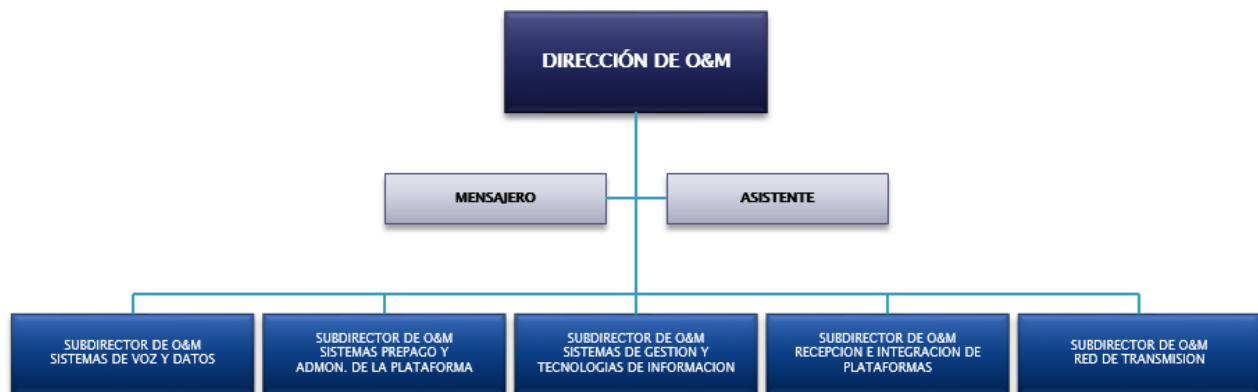 DIRECCIÓN DE O&M
MENSAJERO
ASISTENTE
SUBDIRECTOR DE O&M
SISTEMAS DE VOZ Y DATOS
SUBDIRECTOR DE O&M
SISTEMAS PREPAGO Y
ADMON. DE LA PLATAFORMA
SUBDIRECTOR DE O&M
SISTEMAS DE GESTION Y
TECNOLOGIAS DE INFORMACION
SUBDIRECTOR DE O&M
RECEPCION E INTEGRACION DE
PLATAFORMAS
SUBDIRECTOR DE O&M
RED DE TRANSMISION